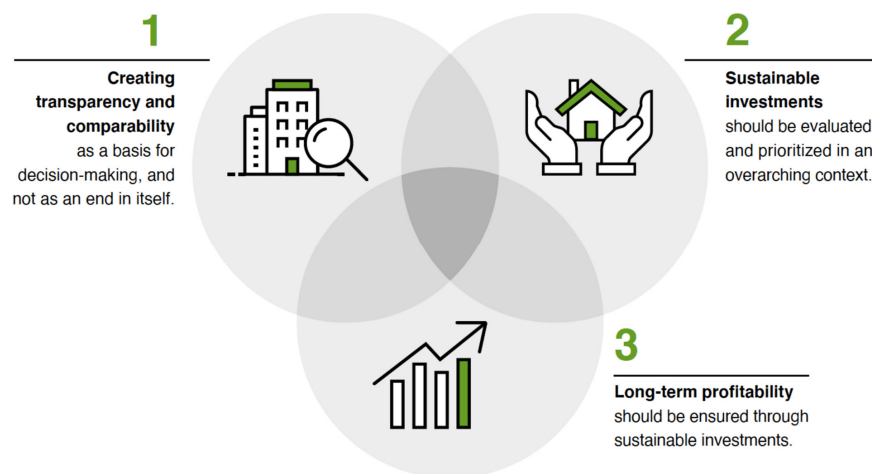 1
Creating
transparency and
comparability
as a basis for
decision-making, and
not as an end in itself.
2
Sustainable
investments
should be evaluated
and prioritized in an
overarching context.
3
Long-term profitability
should be ensured through
sustainable investments.